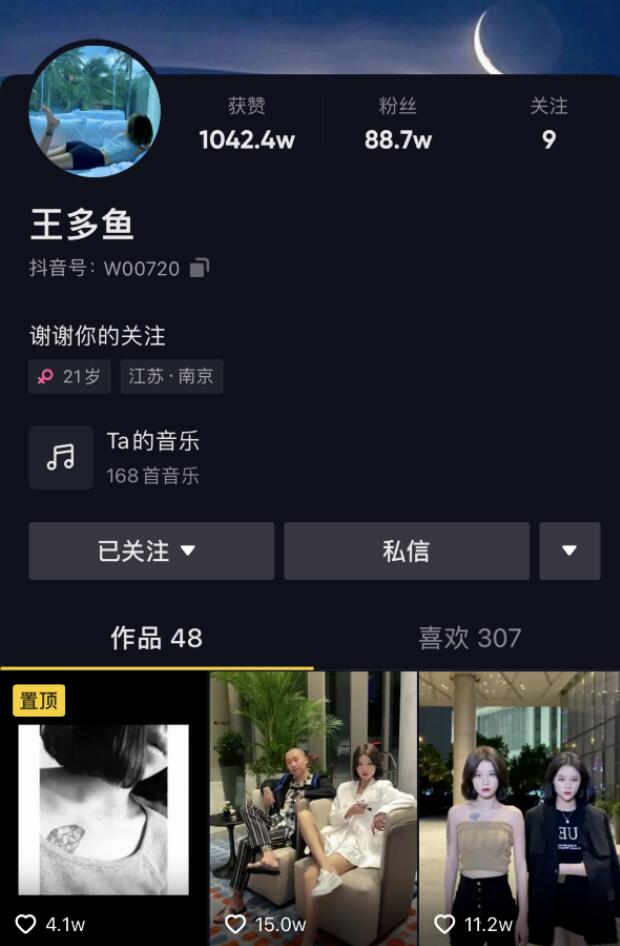 获赞 粉丝 关注
1042.4w 88.7w 9
王多鱼
抖音号：W00720
谢谢你的关注
21岁 江苏·南京
Ta的音乐
168首音乐
已关注 私信
作品 48 喜欢 307
置顶
4.1w 15.0w 11.2w